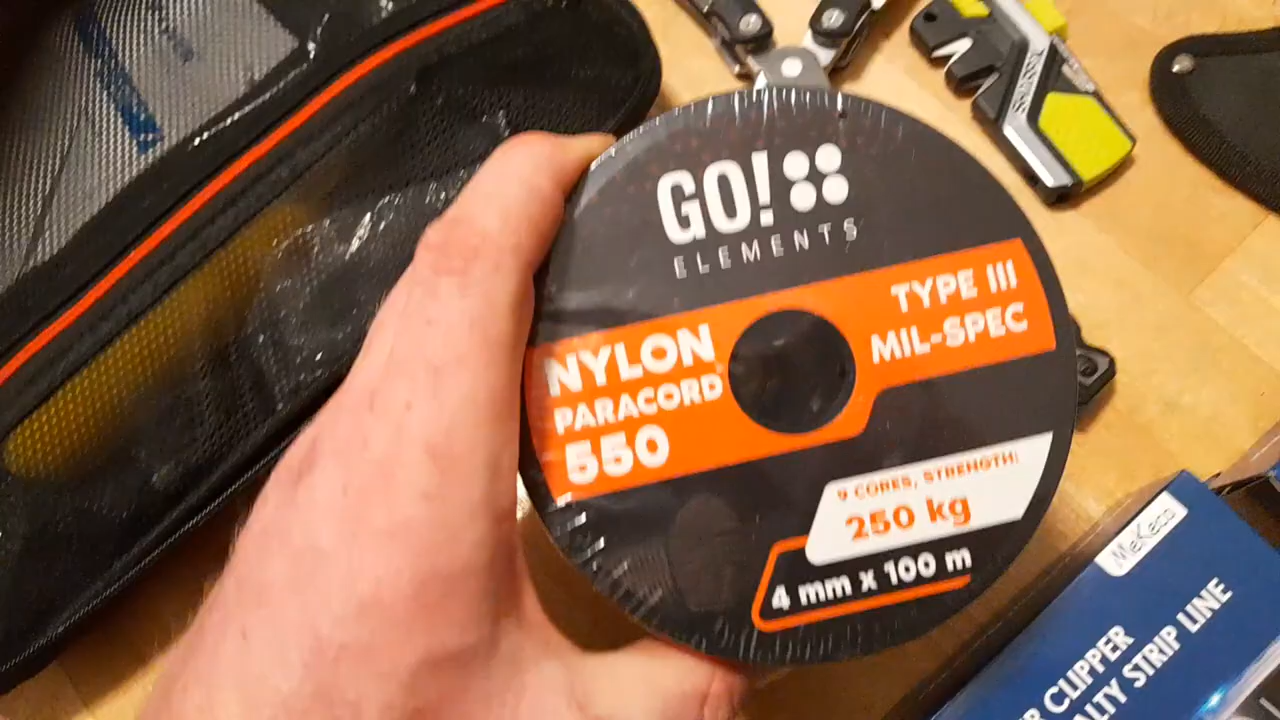 GO!
ELEMENTS
TYPE III
MIL-SPEC
NYLON
PARACORD
550
9 CORES, STRENGTH:
250 kg
4 mm x 100 m
MeKeco
R CLIPPER
ALTY STRIP LINE